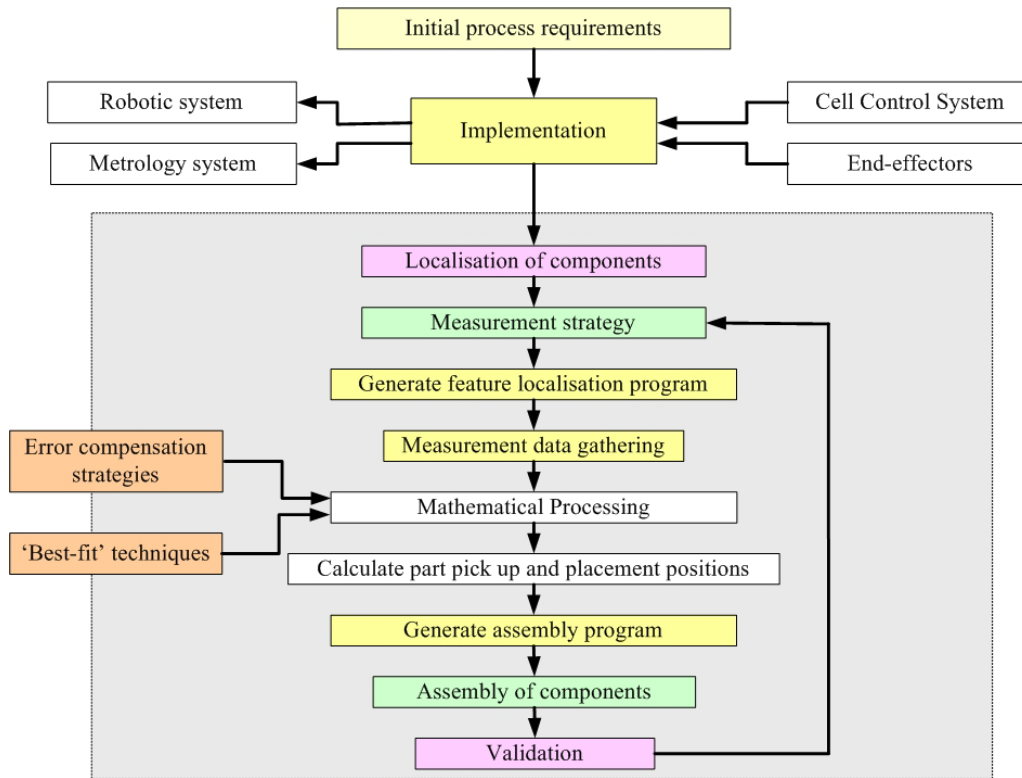 Initial process requirements
Robotic system
Implementation
Cell Control System
Metrology system
End-effectors
Localisation of components
Measurement strategy
Generate feature localisation program
Error compensation
strategies
Measurement data gathering
Mathematical Processing
‘Best-fit’ techniques
Calculate part pick up and placement positions
Generate assembly program
Assembly of components
Validation